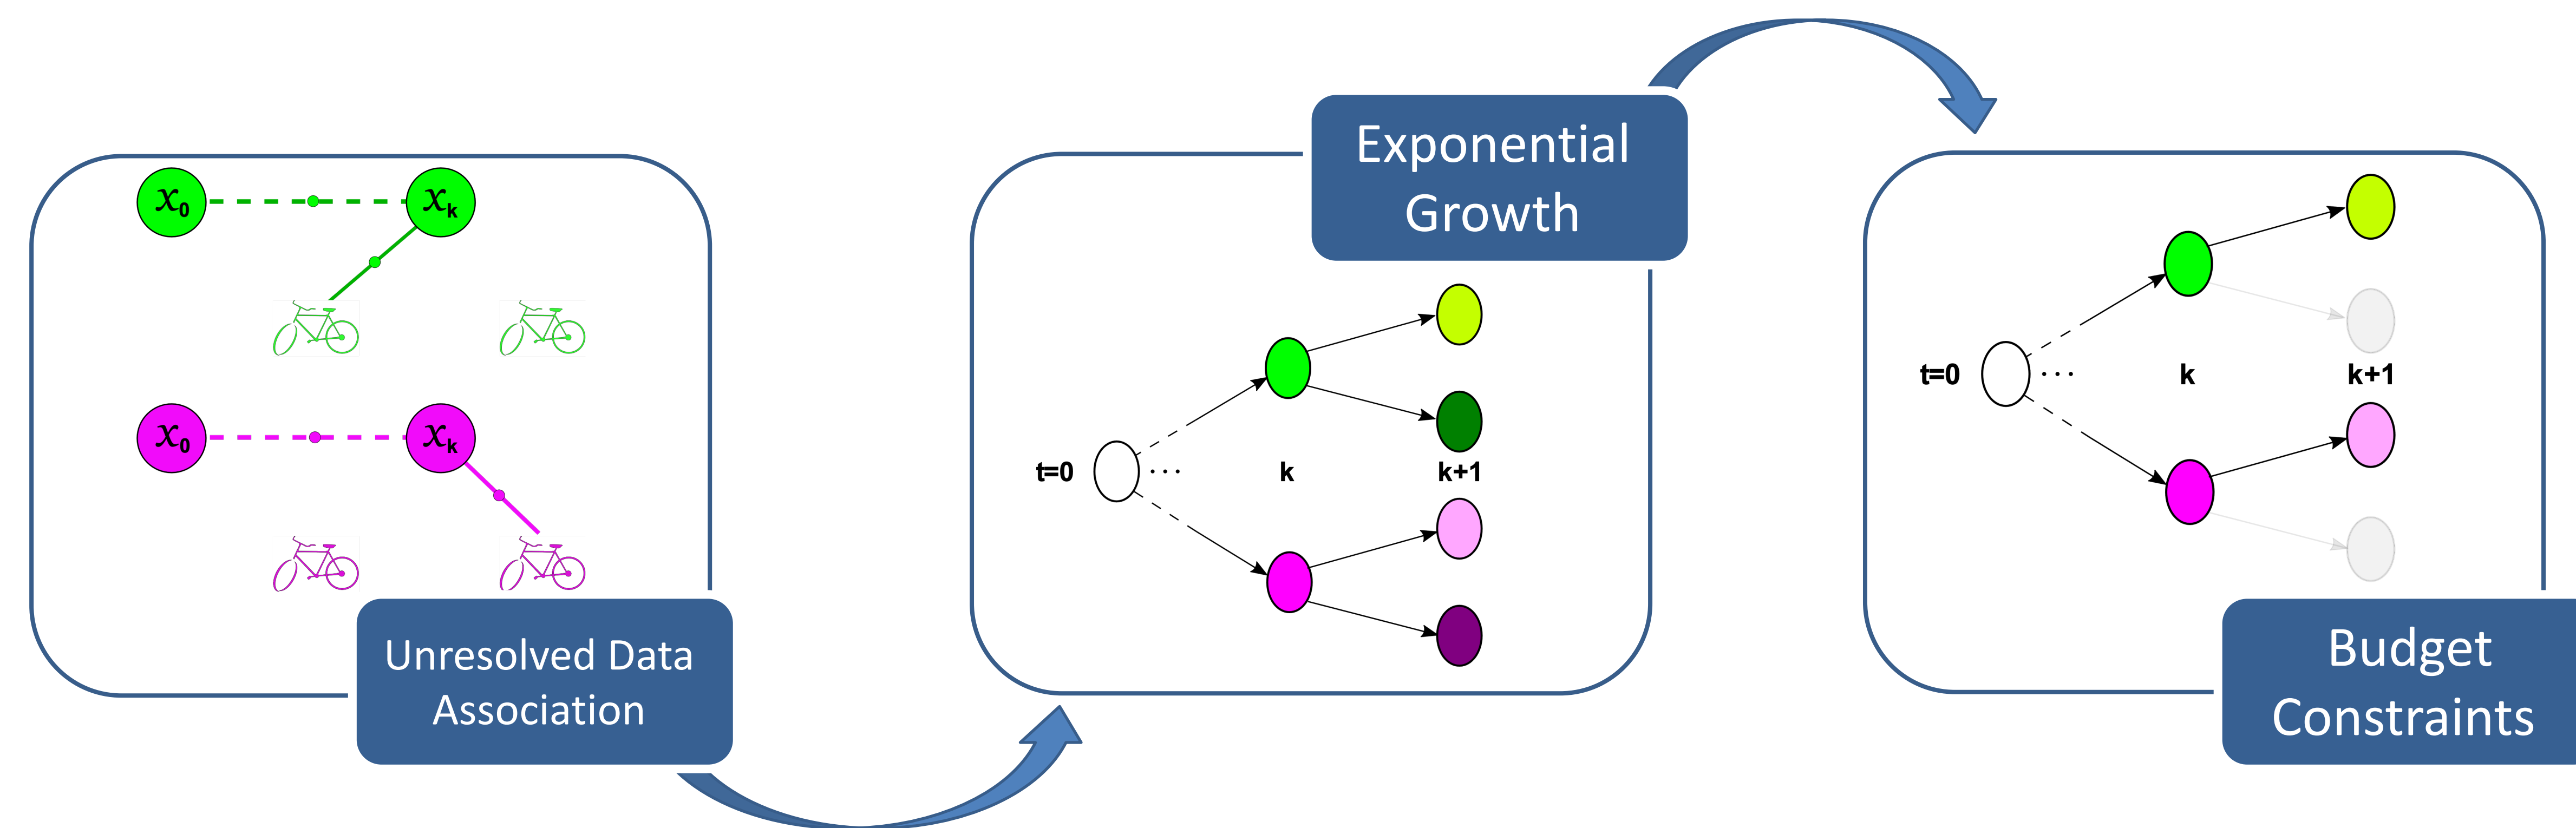 x₀ xₖ
x₀ xₖ
Unresolved Data
Association
Exponential
Growth
t=0 ... k k+1
t=0 ... k k+1
Budget
Constraints